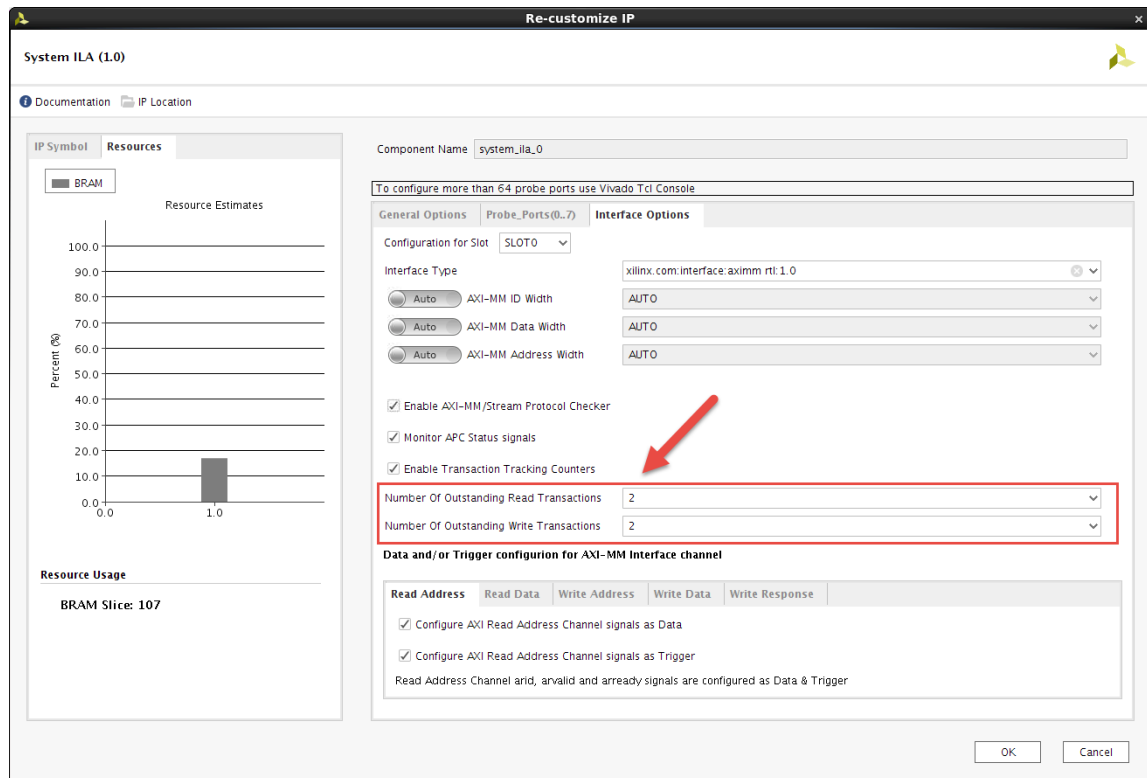 Re-customize IP
System ILA (1.0)
Documentation IP Location
IP Symbol Resources
BRAM
Resource Estimates
Percent (%)
100.0
90.0
80.0
70.0
60.0
50.0
40.0
30.0
20.0
10.0
0.0
0.0 1.0
Resource Usage
BRAM Slice: 107
Component Name system_ila_0
To configure more than 64 probe ports use Vivado Tcl Console
General Options Probe_Ports(0..7) Interface Options
Configuration for Slot SLOT0
Interface Type xilinx.com:interface:aximm rtl:1.0
Auto AXI-MM ID Width AUTO
Auto AXI-MM Data Width AUTO
Auto AXI-MM Address Width AUTO
Enable AXI-MM/Stream Protocol Checker
Monitor APC Status signals
Enable Transaction Tracking Counters
Number Of Outstanding Read Transactions 2
Number Of Outstanding Write Transactions 2
Data and/or Trigger configurion for AXI-MM Interface channel
Read Address Read Data Write Address Write Data Write Response
Configure AXI Read Address Channel signals as Data
Configure AXI Read Address Channel signals as Trigger
Read Address Channel arid, arvalid and arready signals are configured as Data & Trigger
OK Cancel